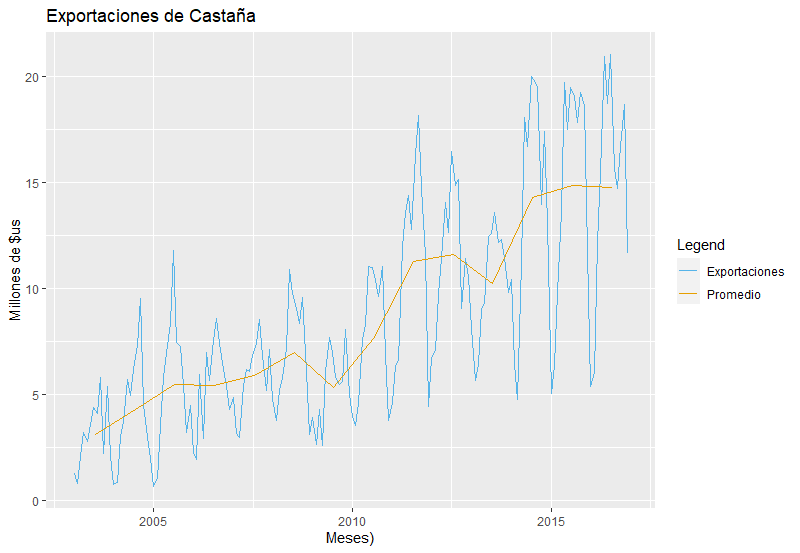 Exportaciones de Castaña
Millones de $us
20
15
10
5
0
2005 2010 2015
Meses)
Legend
Exportaciones
Promedio